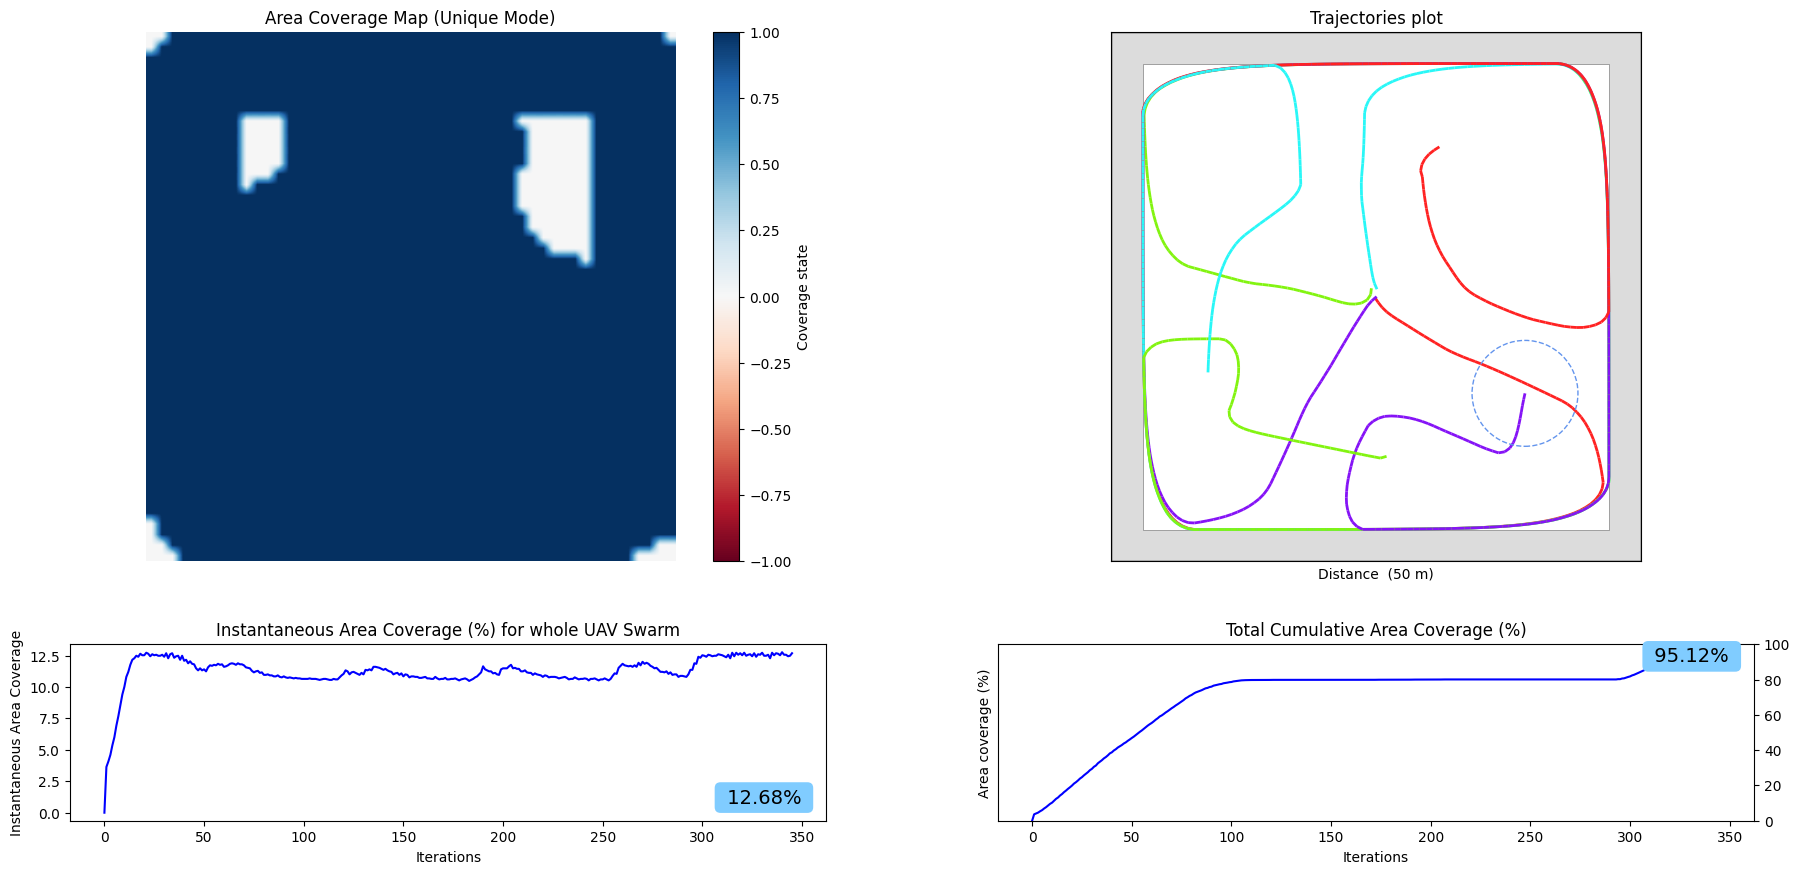 Area Coverage Map (Unique Mode)
1.00
0.75
0.50
0.25
0.00
−0.25
−0.50
−0.75
−1.00
Coverage state
Trajectories plot
Distance  (50 m)
Instantaneous Area Coverage (%) for whole UAV Swarm
Instantaneous Area Coverage
12.5
10.0
7.5
5.0
2.5
0.0
12.68%
0 50 100 150 200 250 300 350
Iterations
Total Cumulative Area Coverage (%)
Area coverage (%)
95.12%
100
80
60
40
20
0
0 50 100 150 200 250 300 350
Iterations